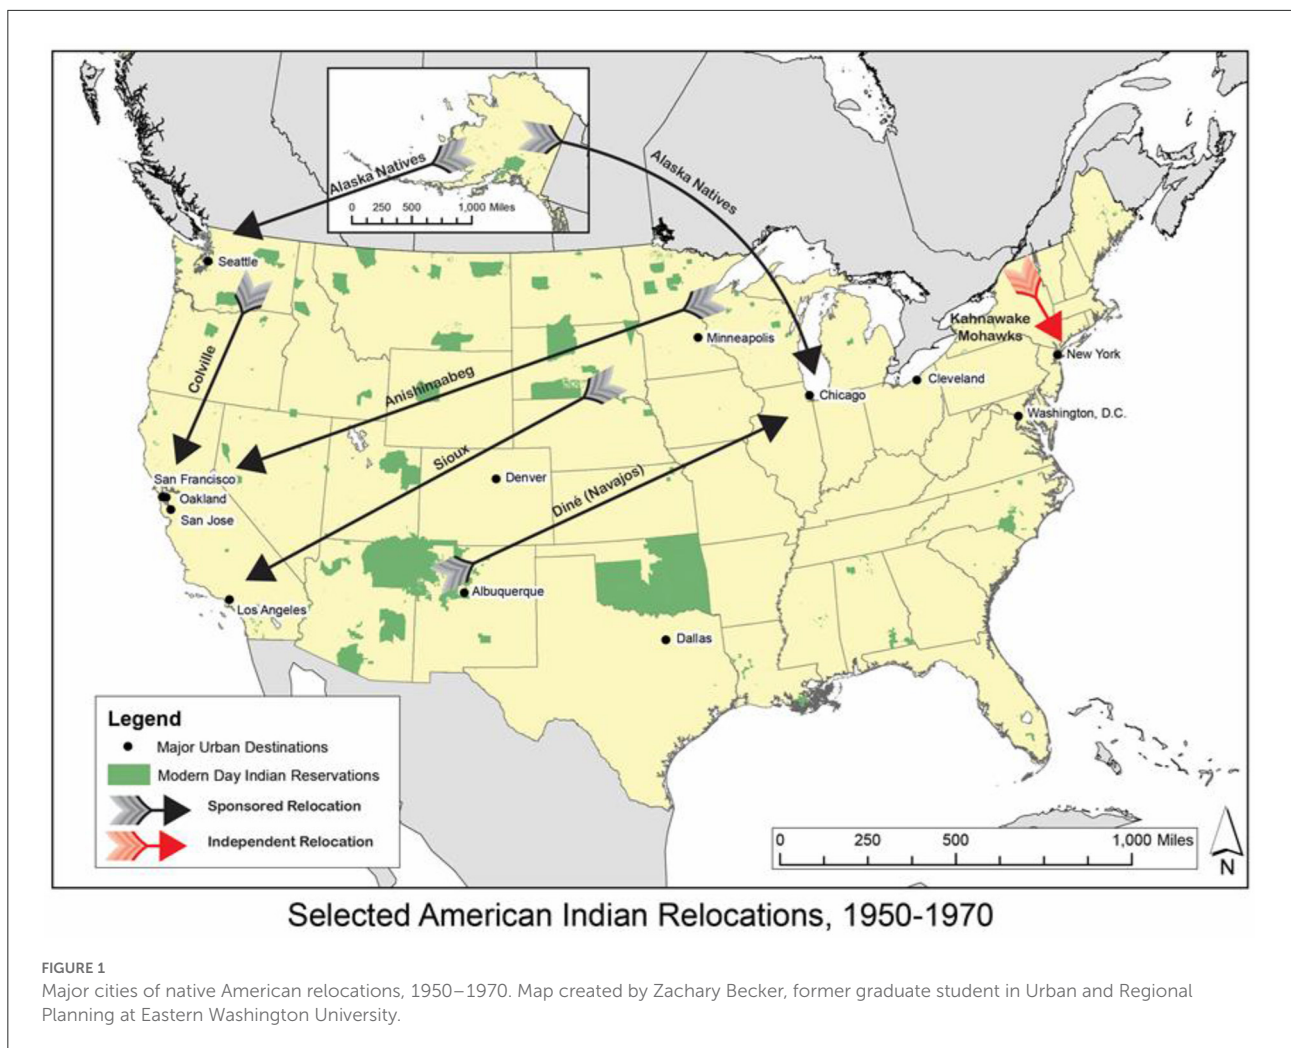 Alaska Natives
0 250 500 1,000 Miles
Alaska Natives
Seattle
Colville
Anishinaabeg
Minneapolis
Kahnawake
Mohawks
New York
Cleveland
Chicago
Washington, D.C.
Sioux
Denver
Diné (Navajos)
San Francisco
Oakland
San Jose
Los Angeles
Albuquerque
Dallas
Legend
Major Urban Destinations
Modern Day Indian Reservations
Sponsored Relocation
Independent Relocation
0 250 500 1,000 Miles
N
Selected American Indian Relocations, 1950-1970
FIGURE 1
Major cities of native American relocations, 1950–1970. Map created by Zachary Becker, former graduate student in Urban and Regional
Planning at Eastern Washington University.